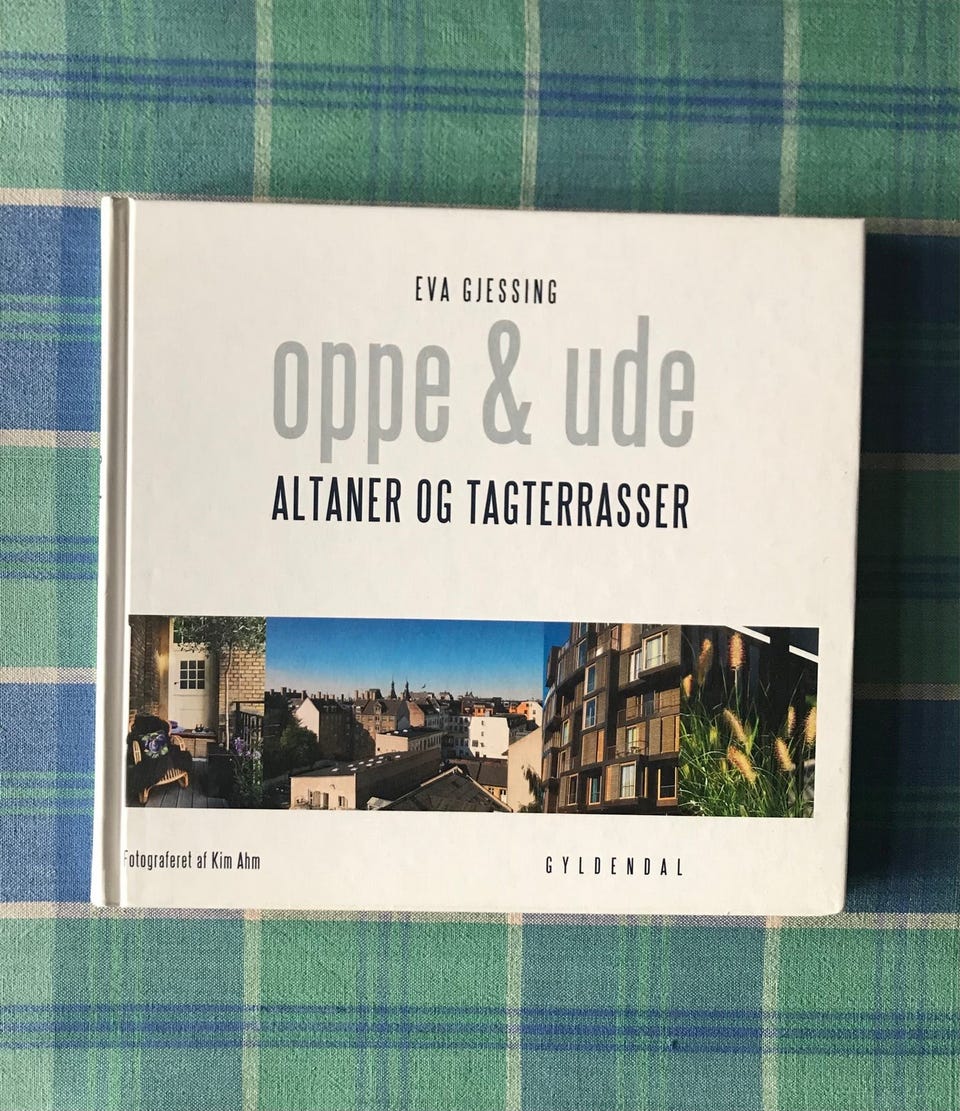 EVA GJESSING
oppe & ude
ALTANER OG TAGTERRASSER
Fotograferet af Kim Ahm
GYLDENDAL